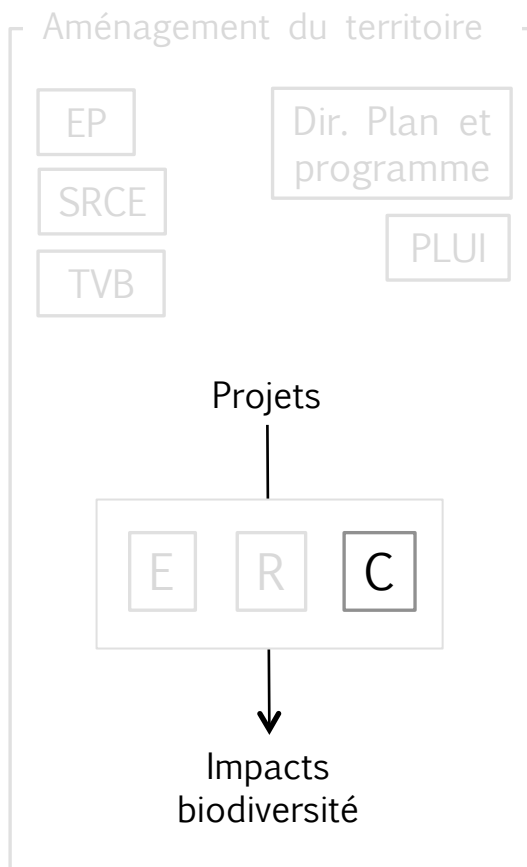 Aménagement du territoire
EP
Dir. Plan et
programme
SRCE
PLUI
TVB
Projets
E R C
Impacts
biodiversité